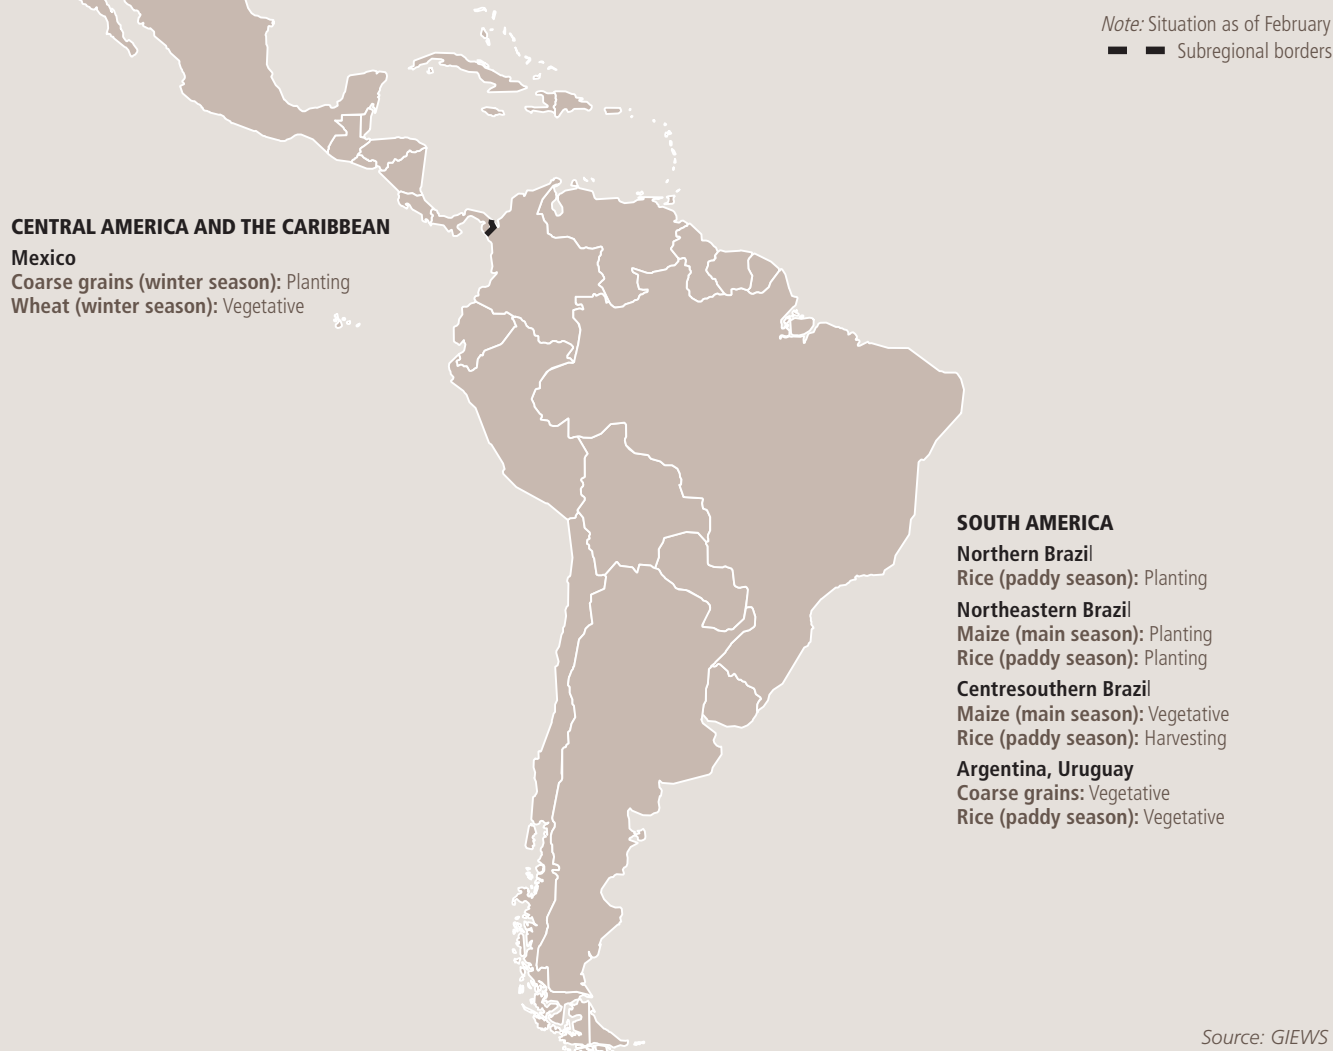 Note: Situation as of February
Subregional borders
CENTRAL AMERICA AND THE CARIBBEAN
Mexico
Coarse grains (winter season): Planting
Wheat (winter season): Vegetative
SOUTH AMERICA
Northern Brazil
Rice (paddy season): Planting
Northeastern Brazil
Maize (main season): Planting
Rice (paddy season): Planting
Centresouthern Brazil
Maize (main season): Vegetative
Rice (paddy season): Harvesting
Argentina, Uruguay
Coarse grains: Vegetative
Rice (paddy season): Vegetative
Source: GIEWS